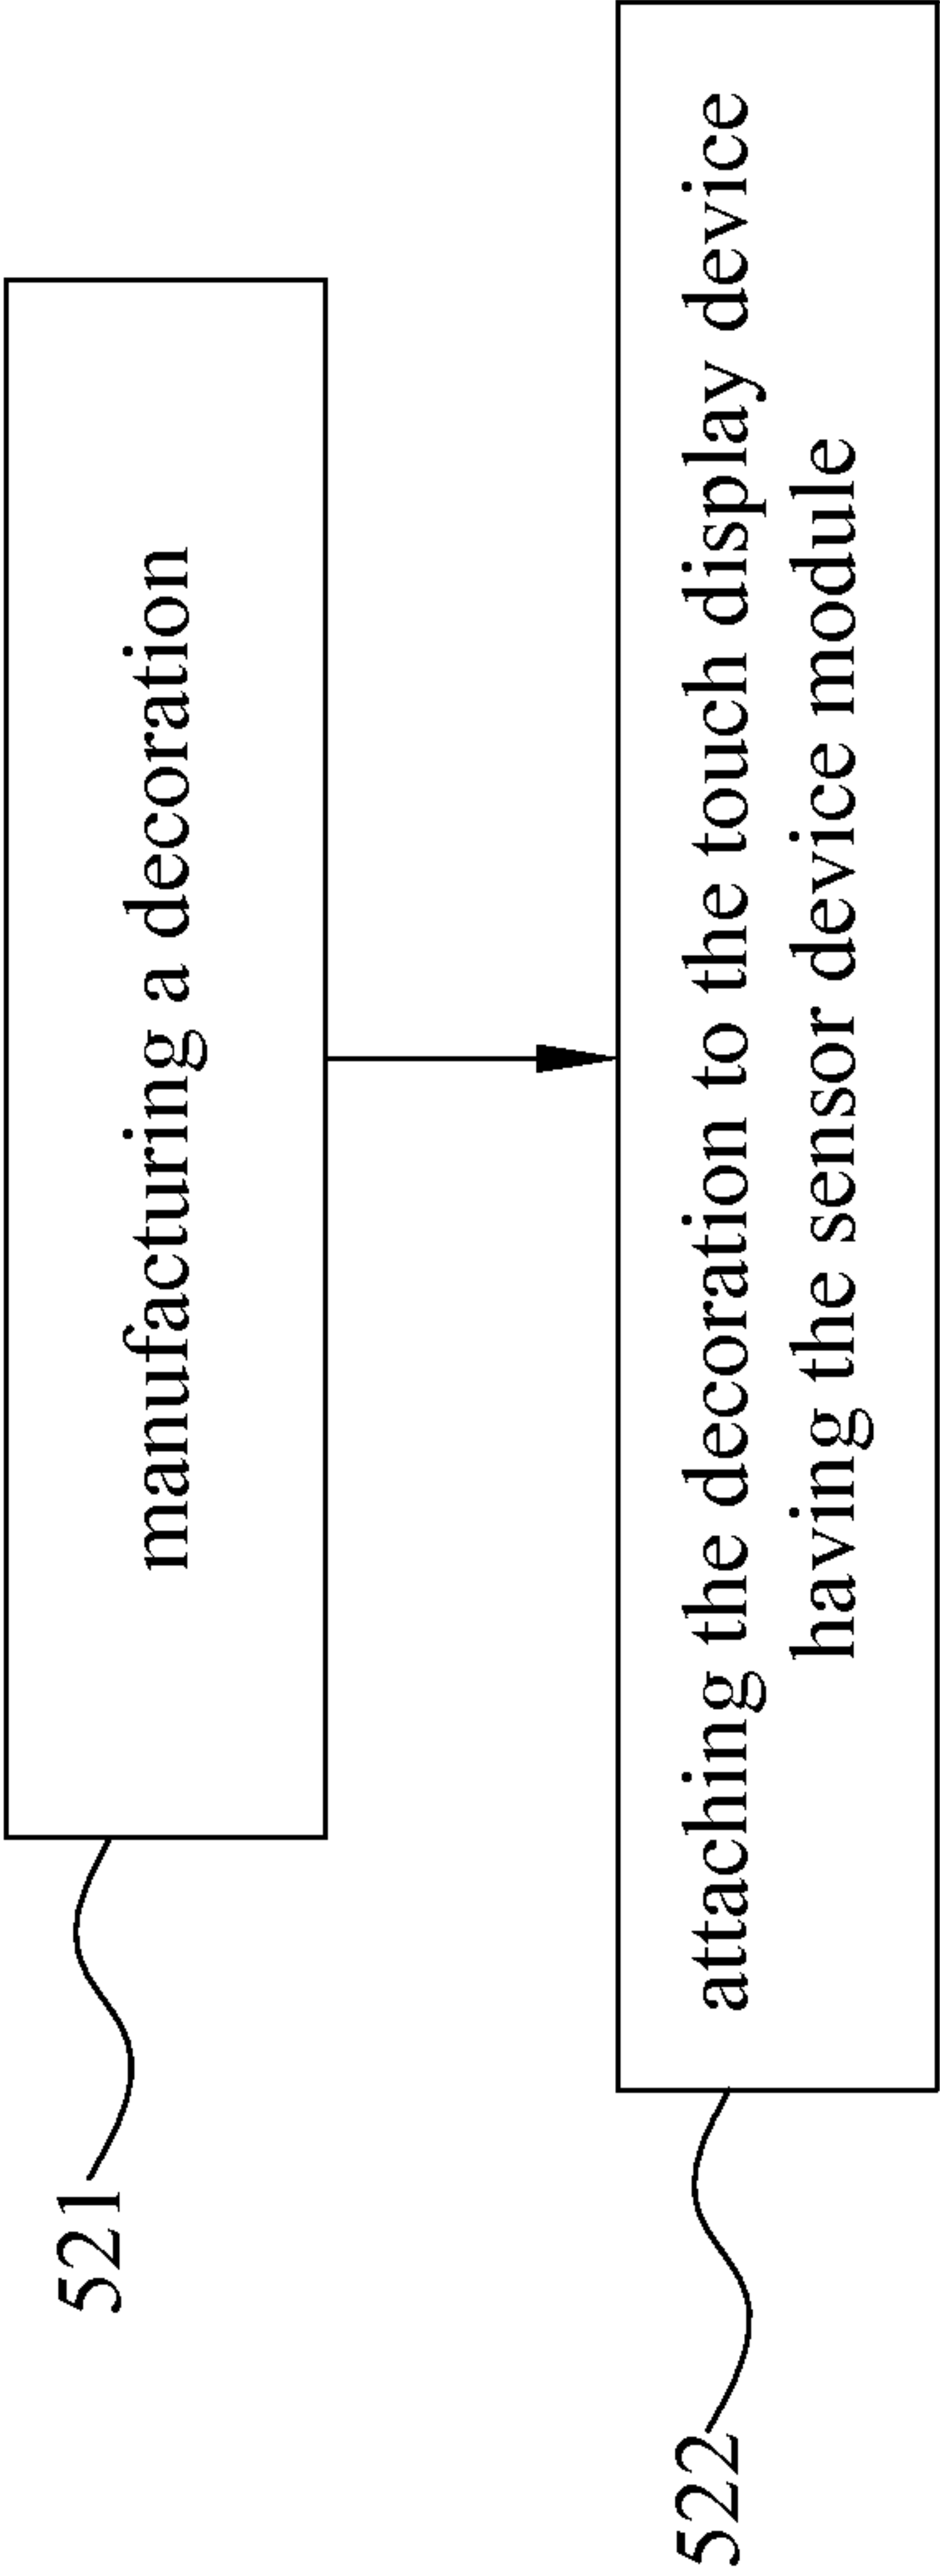 521
manufacturing a decoration
522
attaching the decoration to the touch display device
having the sensor device module